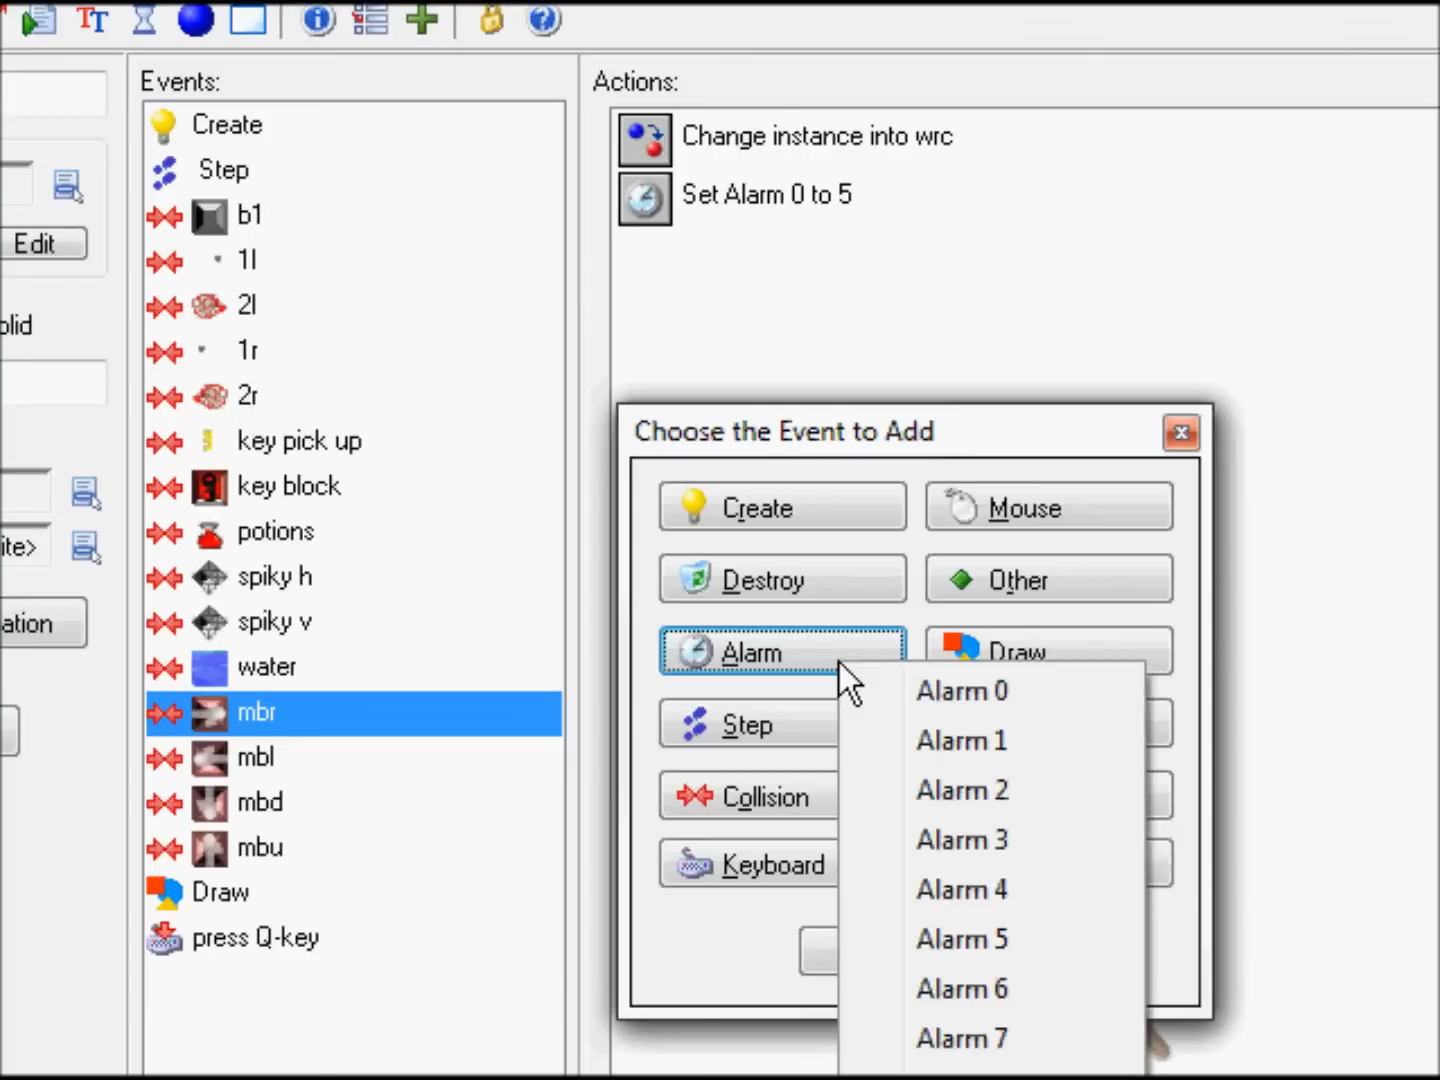 Events:
Actions:
Create
Step
b1
1l
2l
1r
2r
key pick up
key block
potions
spiky h
spiky v
water
mbr
mbl
mbd
mbu
Draw
press Q-key
Edit
olid
ite>
ation
Change instance into wrc
Set Alarm 0 to 5
Choose the Event to Add
Create
Mouse
Destroy
Other
Alarm
Draw
Step
Collision
Keyboard
Alarm 0
Alarm 1
Alarm 2
Alarm 3
Alarm 4
Alarm 5
Alarm 6
Alarm 7